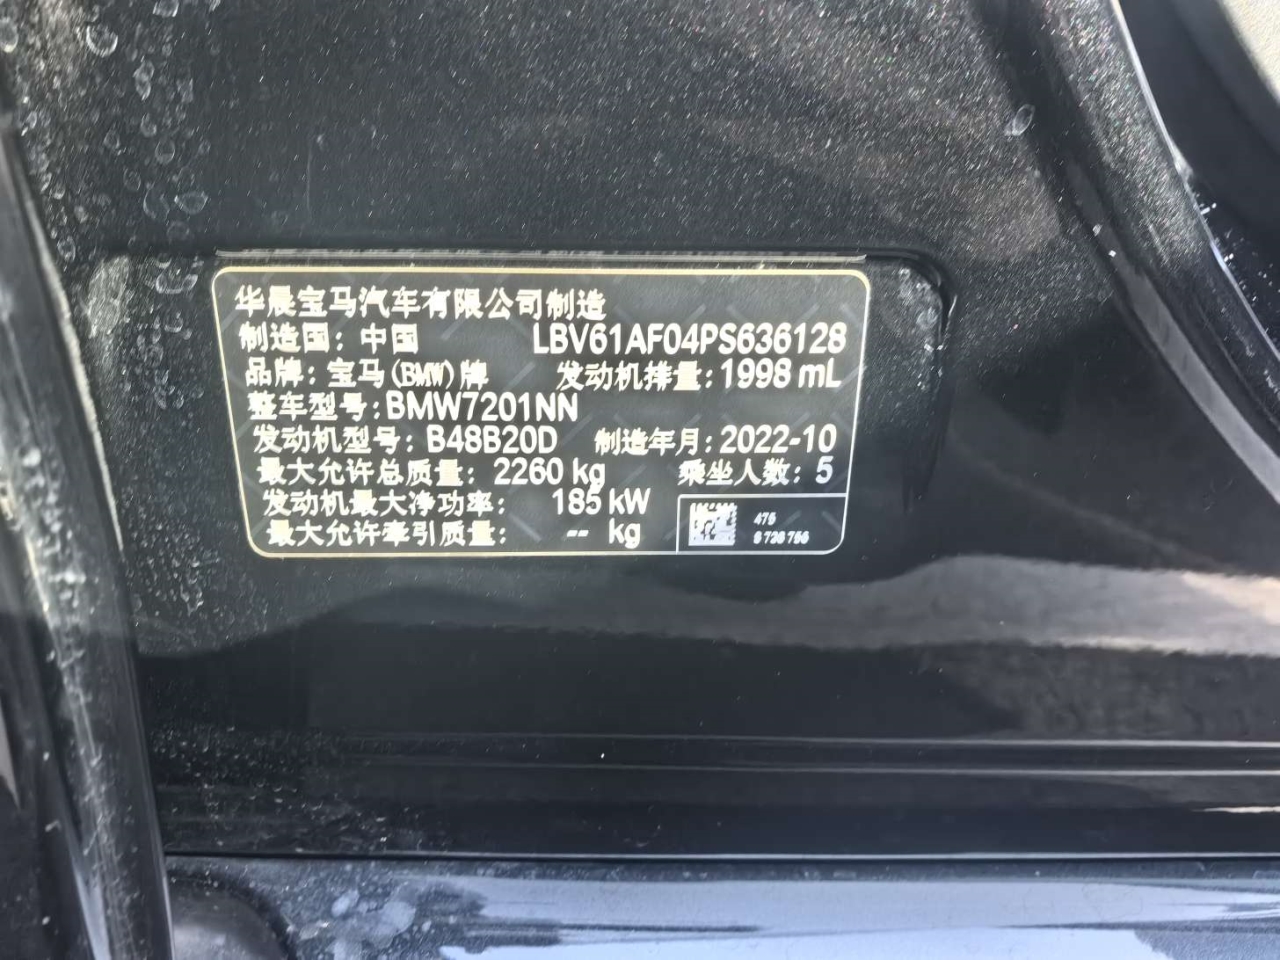 华晨宝马汽车有限公司制造
制造国：中国 LBV61AF04PS636128
品牌：宝马(BMW)牌 发动机排量：1998 mL
整车型号：BMW7201NN
发动机型号：B48B20D 制造年月：2022-10
最大允许总质量：2260 kg 乘坐人数：5
发动机最大净功率：185 kW
最大允许牵引质量：-- kg
475